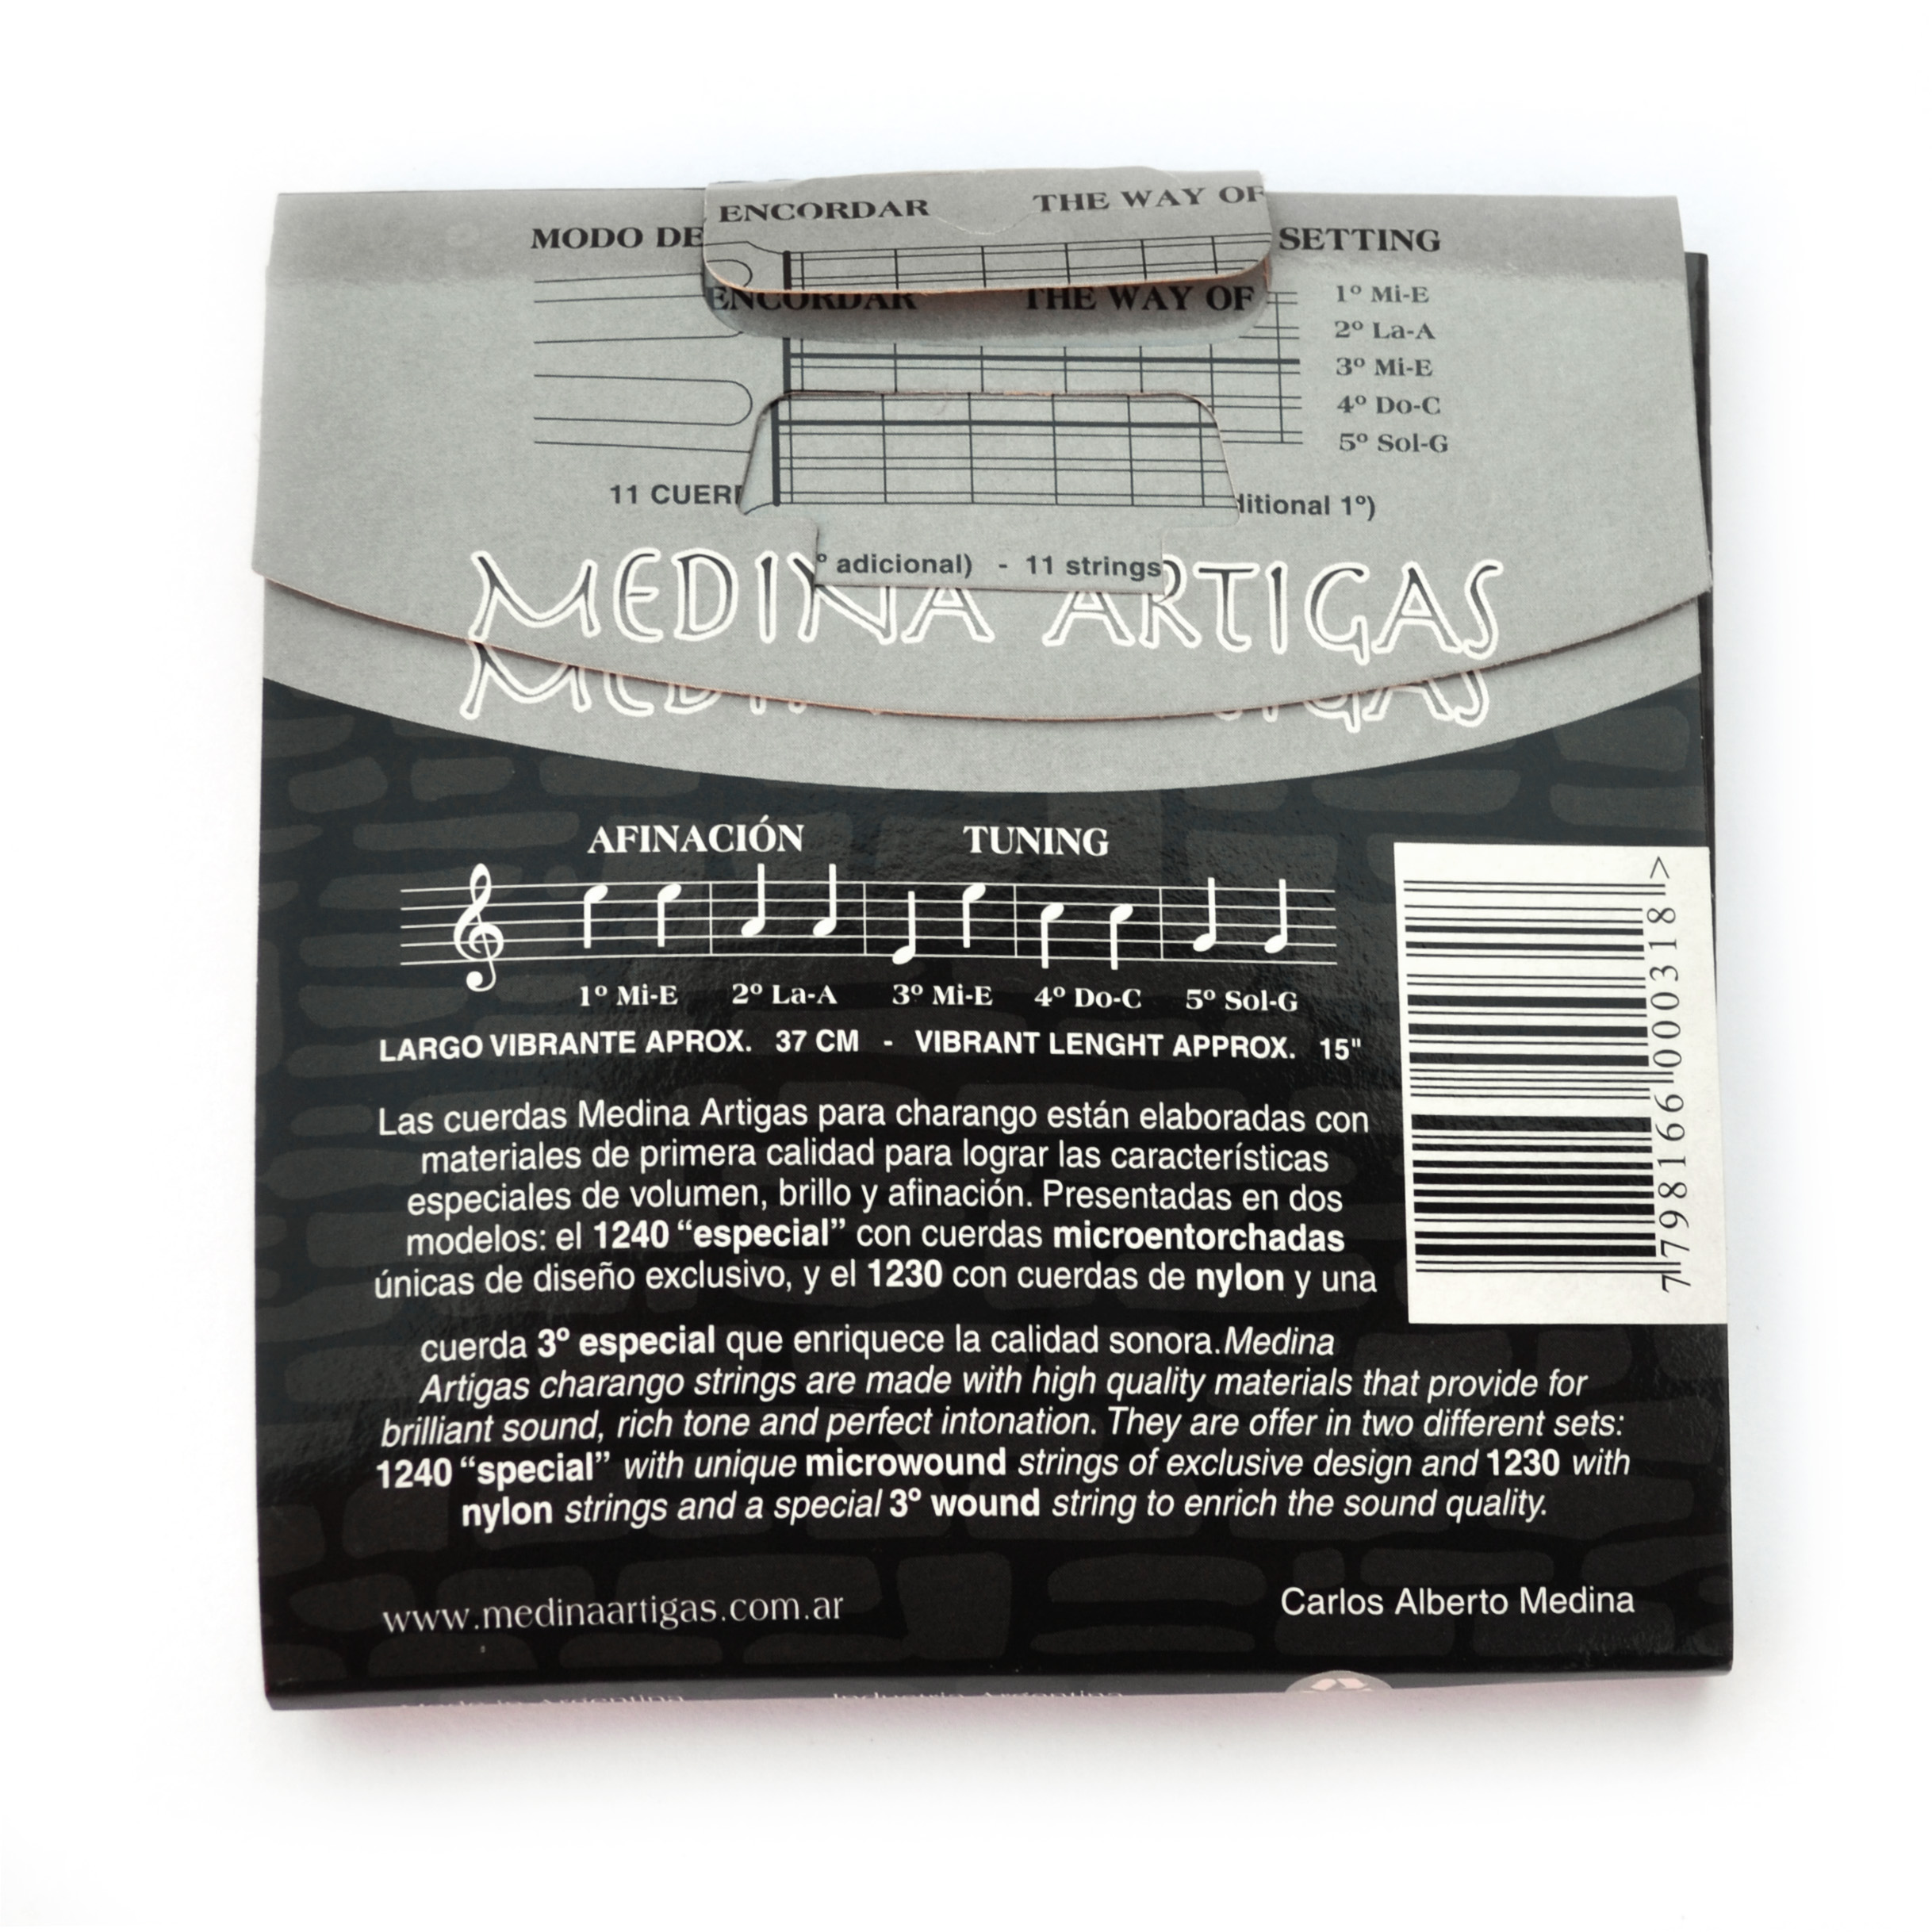 ENCORDAR THE WAY OF
MODO DE SETTING
ENCORDAR THE WAY OF
1º Mi-E
2º La-A
3º Mi-E
4º Do-C
5º Sol-G
11 ditional 1º)
º adicional) - 11 strings
MEDINA ARTIGAS
AFINACIÓN TUNING
1º Mi-E 2º La-A 3º Mi-E 4º Do-C 5º Sol-G
LARGO VIBRANTE APROX. 37 CM - VIBRANT LENGHT APPROX. 15"
Las cuerdas Medina Artigas para charango están elaboradas con
materiales de primera calidad para lograr las características
especiales de volumen, brillo y afinación. Presentadas en dos
modelos: el 1240 “especial” con cuerdas microentorchadas
únicas de diseño exclusivo, y el 1230 con cuerdas de nylon y una
cuerda 3º especial que enriquece la calidad sonora.Medina
Artigas charango strings are made with high quality materials that provide for
brilliant sound, rich tone and perfect intonation. They are offer in two different sets:
1240 “special” with unique microwound strings of exclusive design and 1230 with
nylon strings and a special 3º wound string to enrich the sound quality.
7 798166 000318 >
www.medinaartigas.com.ar
Carlos Alberto Medina